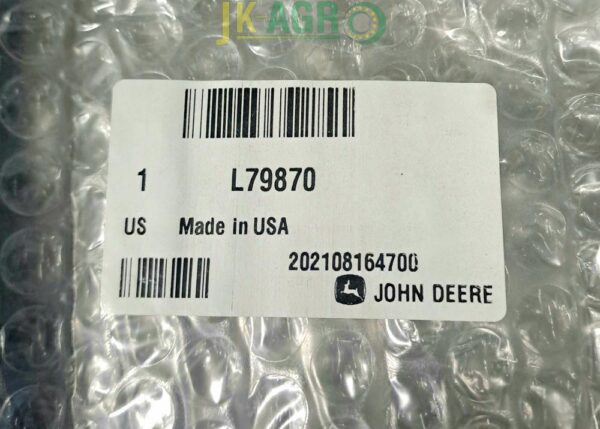 JK-AGRO
1 L79870
US Made in USA
202108164700
JOHN DEERE